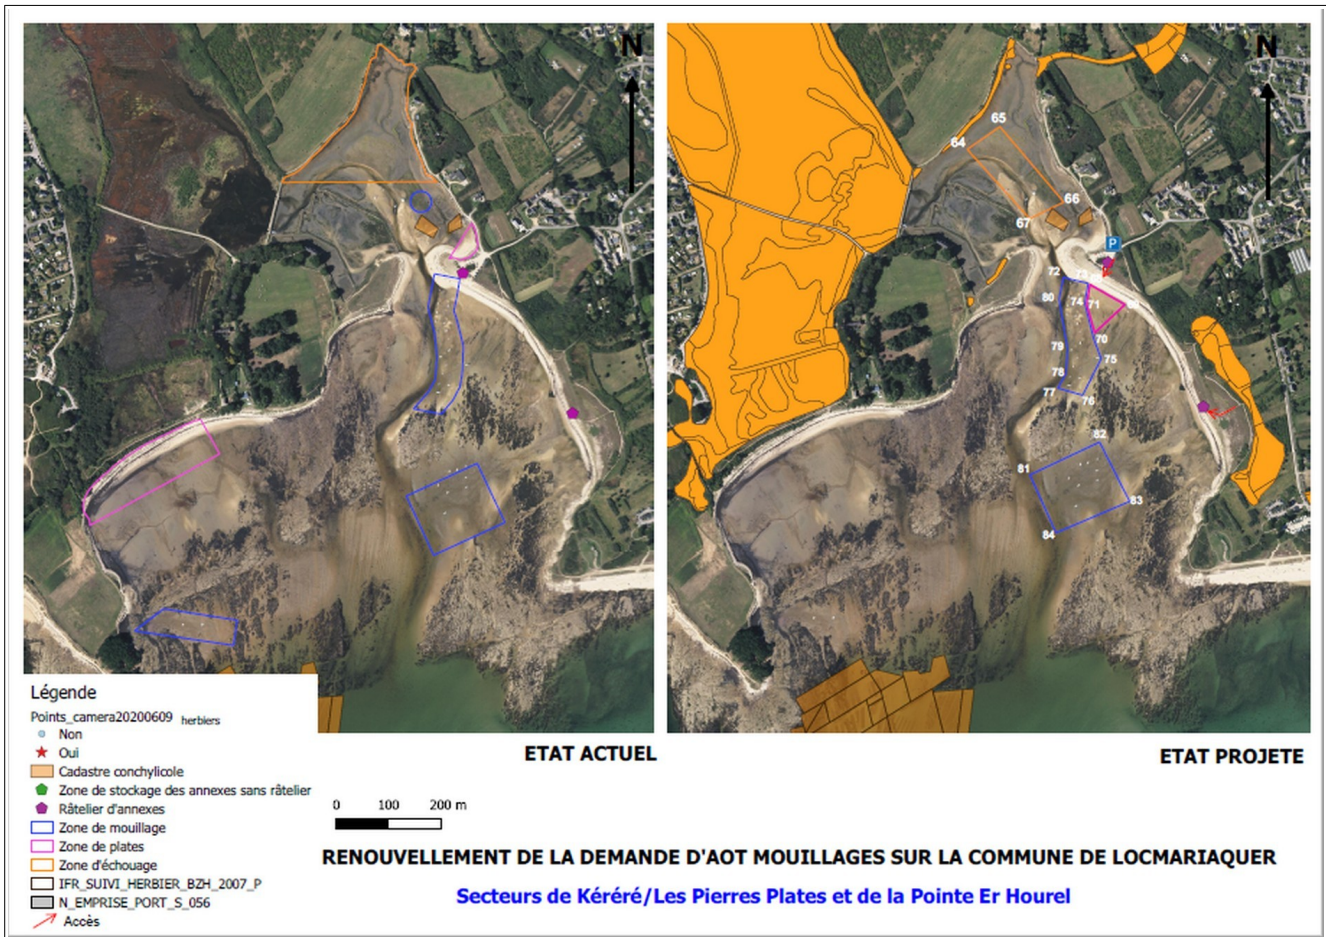 N
N
65
64
66
67
P
72
73
80
74
71
70
79
75
78
77
76
82
81
83
84
Légende
Points_camera20200609 herbiers
Non
Oui
Cadastre conchylicole
Zone de stockage des annexes sans râtelier
Râtelier d'annexes
Zone de mouillage
Zone de plates
Zone d'échouage
IFR_SUIVI_HERBIER_BZH_2007_P
N_EMPRISE_PORT_S_056
Accès
ETAT ACTUEL
ETAT PROJETE
0 100 200 m
RENOUVELLEMENT DE LA DEMANDE D'AOT MOUILLAGES SUR LA COMMUNE DE LOCMARIAQUER
Secteurs de Kéréré/Les Pierres Plates et de la Pointe Er Hourel